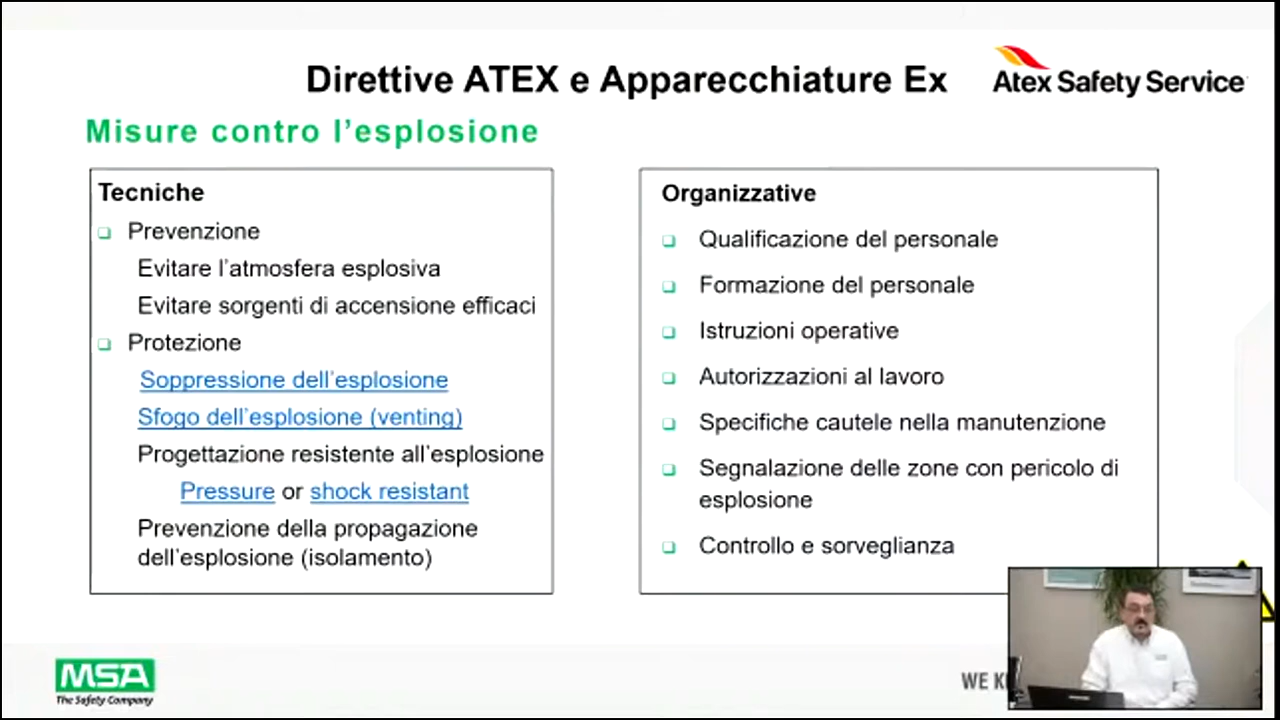 Direttive ATEX e Apparecchiature Ex
Atex Safety Service
Misure contro l'esplosione
Tecniche
Prevenzione
Evitare l'atmosfera esplosiva
Evitare sorgenti di accensione efficaci
Protezione
Soppressione dell'esplosione
Sfogo dell'esplosione (venting)
Progettazione resistente all'esplosione
Pressure or shock resistant
Prevenzione della propagazione
dell'esplosione (isolamento)
Organizzative
Qualificazione del personale
Formazione del personale
Istruzioni operative
Autorizzazioni al lavoro
Specifiche cautele nella manutenzione
Segnalazione delle zone con pericolo di
esplosione
Controllo e sorveglianza
MSA
The Safety Company
WE